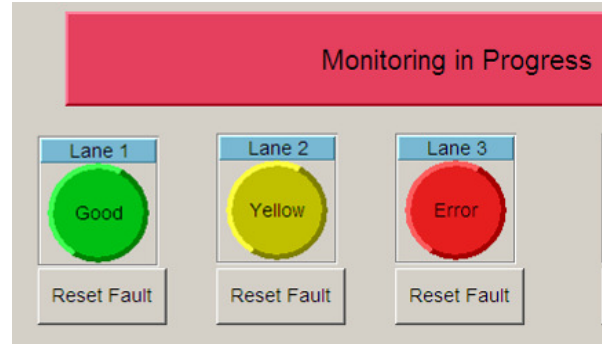 Monitoring in Progress
Lane 1
Lane 2
Lane 3
Good
Yellow
Error
Reset Fault
Reset Fault
Reset Fault